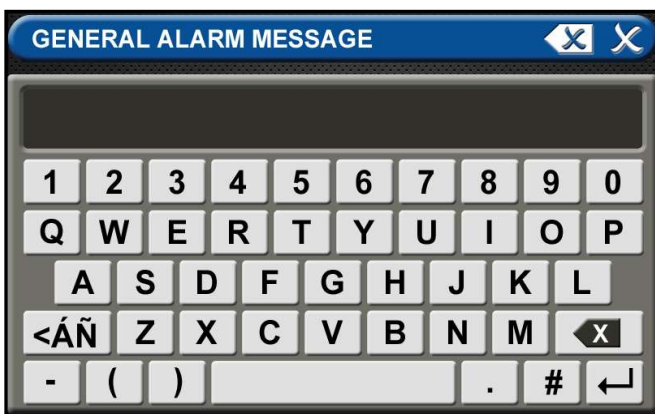 GENERAL ALARM MESSAGE X X
1 2 3 4 5 6 7 8 9 0
Q W E R T Y U I O P
A S D F G H J K L
<ÁÑ Z X C V B N M X
- ( ) . # ↵